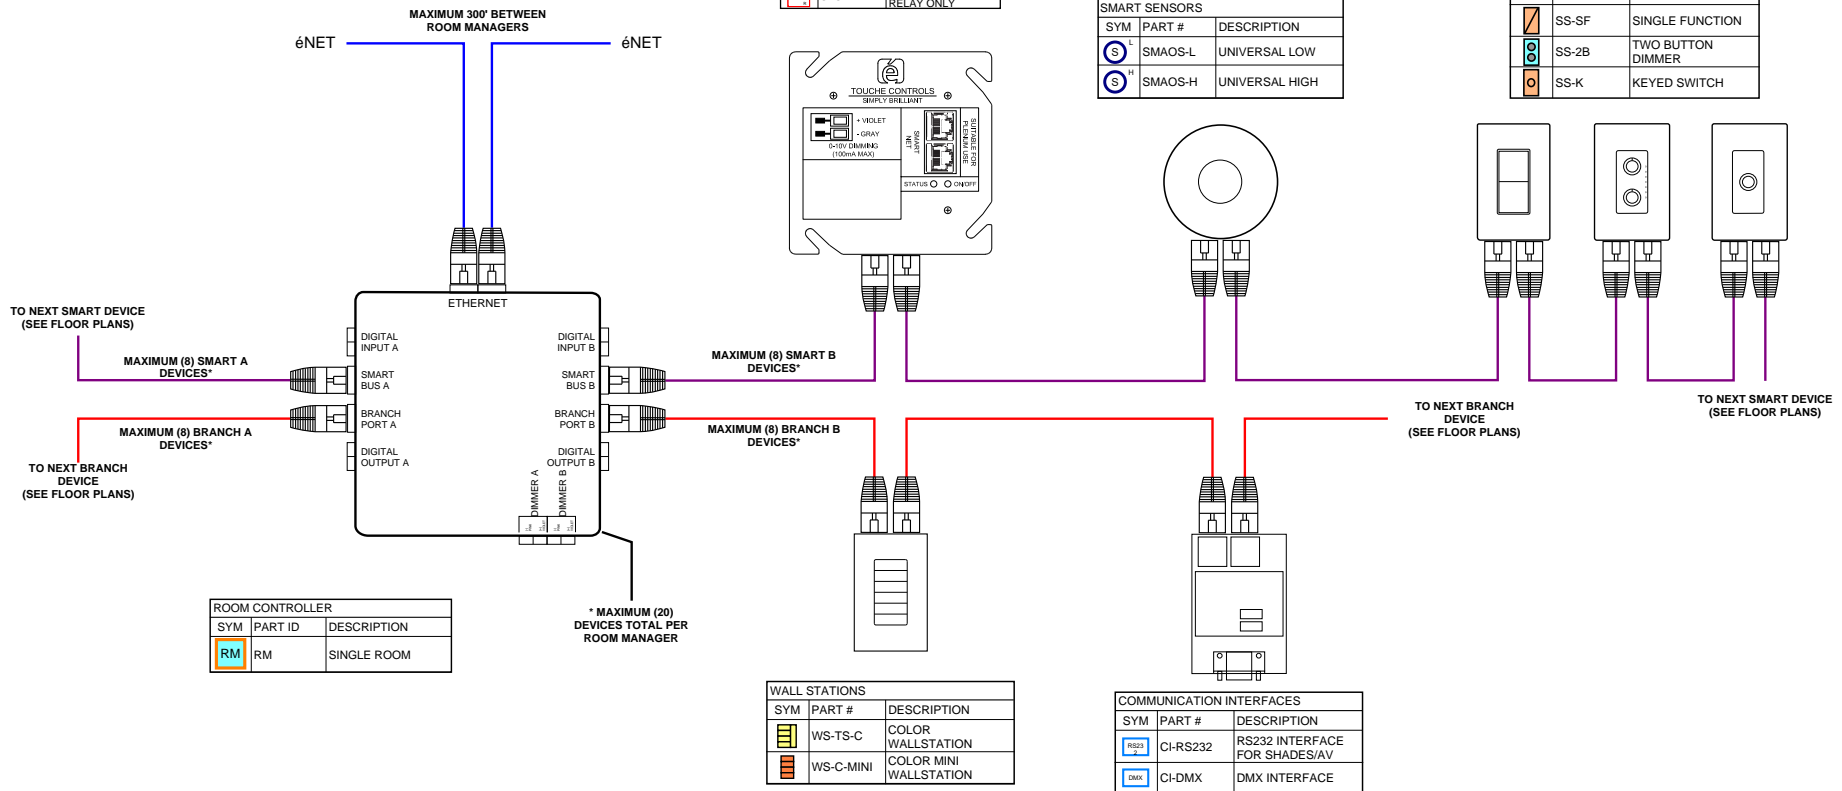 RELAY ONLY
SMART SENSORS
SYM PART # DESCRIPTION
S L SMAOS-L UNIVERSAL LOW
S H SMAOS-H UNIVERSAL HIGH
SS-SF SINGLE FUNCTION
SS-2B TWO BUTTON
DIMMER
SS-K KEYED SWITCH
MAXIMUM 300' BETWEEN
ROOM MANAGERS
éNET
éNET
é
TOUCHE CONTROLS
SIMPLY BRILLIANT
+ VIOLET
- GRAY
0-10V DIMMING
(100mA MAX)
SMART
NET
SUITABLE FOR
PLENUM USE
STATUS ON/OFF
ETHERNET
DIGITAL
INPUT A
DIGITAL
INPUT B
SMART
BUS A
SMART
BUS B
BRANCH
PORT A
BRANCH
PORT B
DIGITAL
OUTPUT A
DIGITAL
OUTPUT B
DIMMER A
DIMMER B
TO NEXT SMART DEVICE
(SEE FLOOR PLANS)
MAXIMUM (8) SMART A
DEVICES*
MAXIMUM (8) BRANCH A
DEVICES*
TO NEXT BRANCH
DEVICE
(SEE FLOOR PLANS)
MAXIMUM (8) SMART B
DEVICES*
MAXIMUM (8) BRANCH B
DEVICES*
TO NEXT BRANCH
DEVICE
(SEE FLOOR PLANS)
TO NEXT SMART DEVICE
(SEE FLOOR PLANS)
* MAXIMUM (20)
DEVICES TOTAL PER
ROOM MANAGER
ROOM CONTROLLER
SYM PART ID DESCRIPTION
RM RM SINGLE ROOM
WALL STATIONS
SYM PART # DESCRIPTION
WS-TS-C COLOR
WALLSTATION
WS-C-MINI COLOR MINI
WALLSTATION
COMMUNICATION INTERFACES
SYM PART # DESCRIPTION
RS23
2
CI-RS232 RS232 INTERFACE
FOR SHADES/AV
DMX CI-DMX DMX INTERFACE